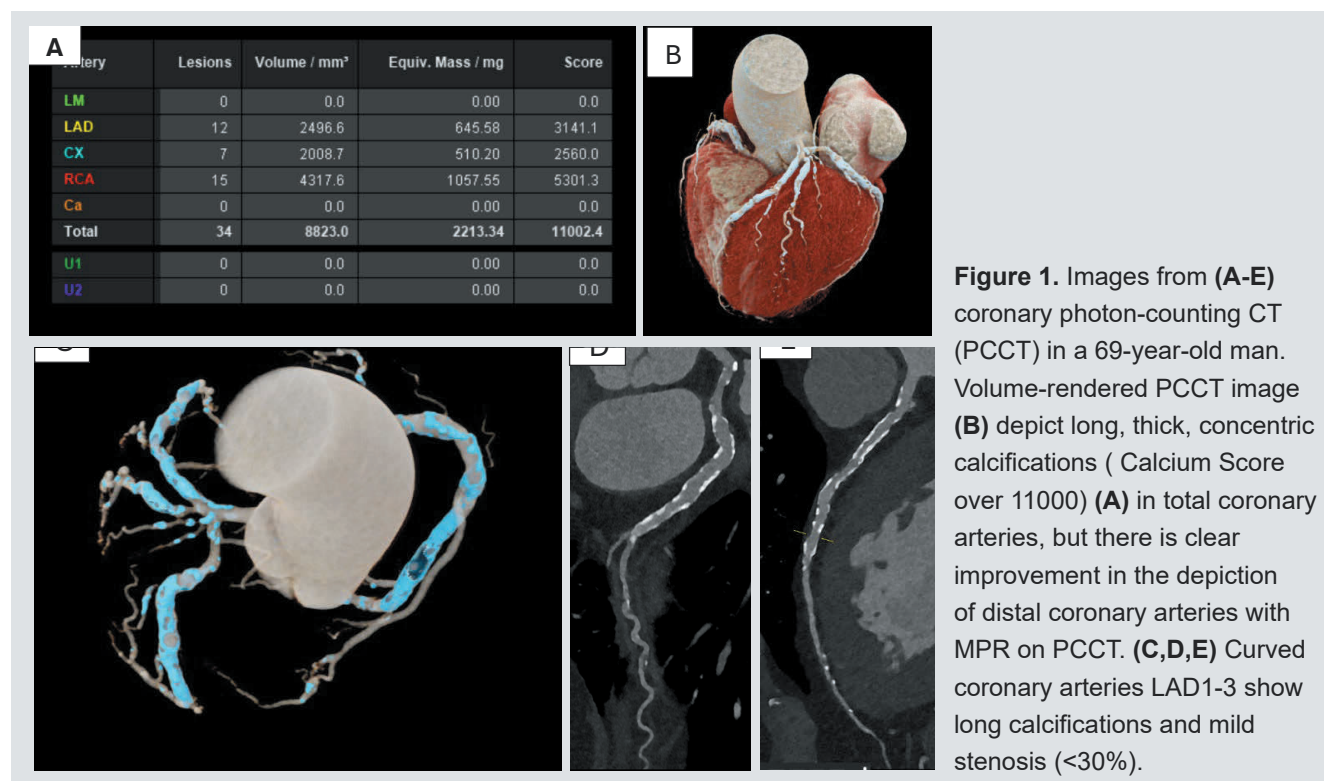 A
Artery Lesions Volume / mm³ Equiv. Mass / mg Score
LM 0 0.0 0.00 0.0
LAD 12 2496.6 645.58 3141.1
CX 7 2008.7 510.20 2560.0
RCA 15 4317.6 1057.55 5301.3
Ca 0 0.0 0.00 0.0
Total 34 8823.0 2213.34 11002.4
U1 0 0.0 0.00 0.0
U2 0 0.0 0.00 0.0
B
C
D
E
Figure 1. Images from (A-E)
coronary photon-counting CT
(PCCT) in a 69-year-old man.
Volume-rendered PCCT image
(B) depict long, thick, concentric
calcifications ( Calcium Score
over 11000) (A) in total coronary
arteries, but there is clear
improvement in the depiction
of distal coronary arteries with
MPR on PCCT. (C,D,E) Curved
coronary arteries LAD1-3 show
long calcifications and mild
stenosis (<30%).